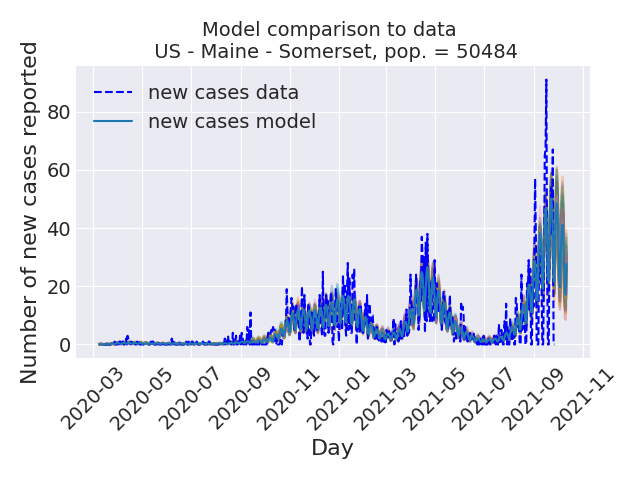 Model comparison to data
US - Maine - Somerset, pop. = 50484
Number of new cases reported
80
60
40
20
0
new cases data
new cases model
2020-03
2020-05
2020-07
2020-09
2020-11
2021-01
2021-03
2021-05
2021-07
2021-09
2021-11
Day